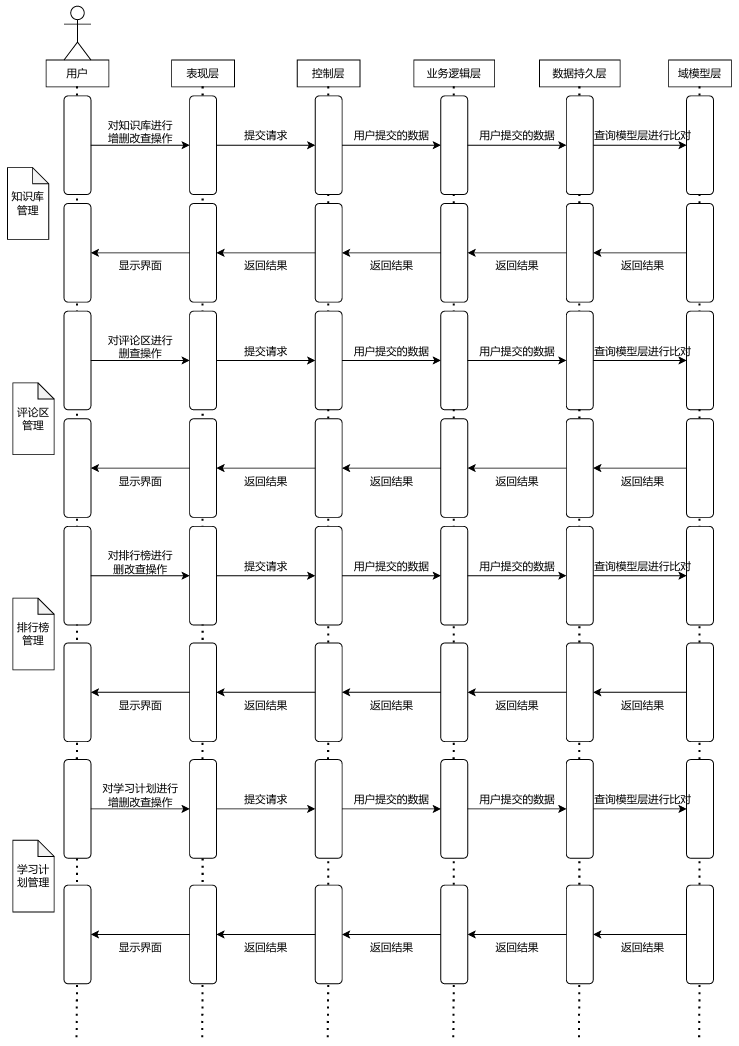 用户
表现层
控制层
业务逻辑层
数据持久层
域模型层
知识库
管理
对知识库进行
增删改查操作
提交请求
用户提交的数据
用户提交的数据
查询模型层进行比对
显示界面
返回结果
返回结果
返回结果
返回结果
评论区
管理
对评论区进行
删查操作
提交请求
用户提交的数据
用户提交的数据
查询模型层进行比对
显示界面
返回结果
返回结果
返回结果
返回结果
排行榜
管理
对排行榜进行
删改查操作
提交请求
用户提交的数据
用户提交的数据
查询模型层进行比对
显示界面
返回结果
返回结果
返回结果
返回结果
学习计
划管理
对学习计划进行
增删改查操作
提交请求
用户提交的数据
用户提交的数据
查询模型层进行比对
显示界面
返回结果
返回结果
返回结果
返回结果